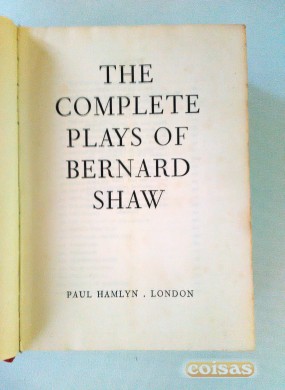 THE
COMPLETE
PLAYS OF
BERNARD
SHAW
PAUL HAMLYN . LONDON
coisas